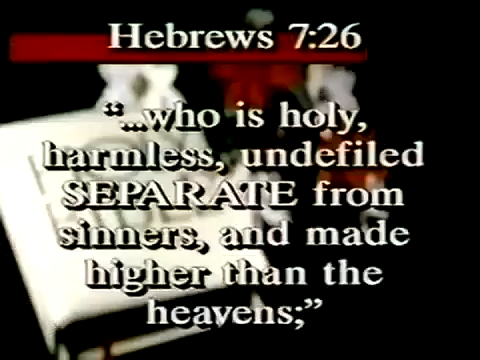 Hebrews 7:26
“...who is holy,
harmless, undefiled
SEPARATE from
sinners, and made
higher than the
heavens;”